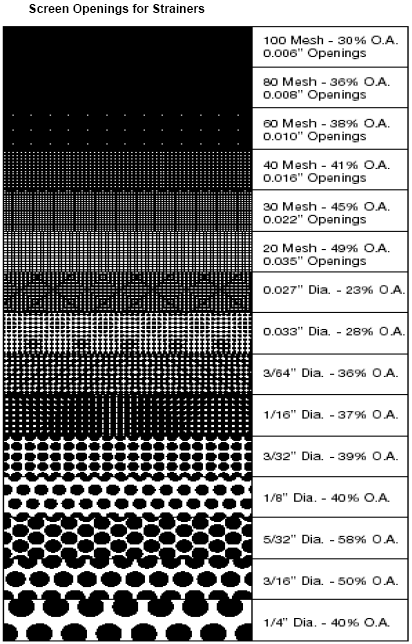 Screen Openings for Strainers
100 Mesh - 30% O.A.
0.006" Openings
80 Mesh - 36% O.A.
0.008" Openings
60 Mesh - 38% O.A.
0.010" Openings
40 Mesh - 41% O.A.
0.016" Openings
30 Mesh - 45% O.A.
0.022" Openings
20 Mesh - 49% O.A.
0.035" Openings
0.027" Dia. - 23% O.A.
0.033" Dia. - 28% O.A.
3/64" Dia. - 36% O.A.
1/16" Dia. - 37% O.A.
3/32" Dia. - 39% O.A.
1/8" Dia. - 40% O.A.
5/32" Dia. - 58% O.A.
3/16" Dia. - 50% O.A.
1/4" Dia. - 40% O.A.